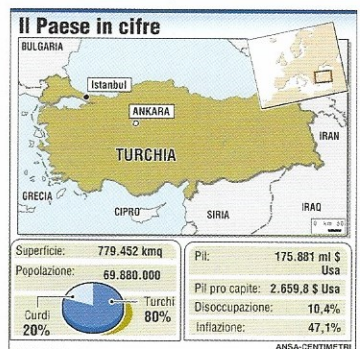 Il Paese in cifre
BULGARIA
Istanbul
ANKARA
TURCHIA
IRAN
GRECIA
CIPRO
SIRIA
IRAQ
Superficie: 779.452 kmq
Popolazione: 69.880.000
Curdi
20%
Turchi
80%
Pil: 175.881 ml $
Usa
Pil pro capite: 2.659,8 $ Usa
Disoccupazione: 10,4%
Inflazione: 47,1%
ANSA-CENTIMETRI